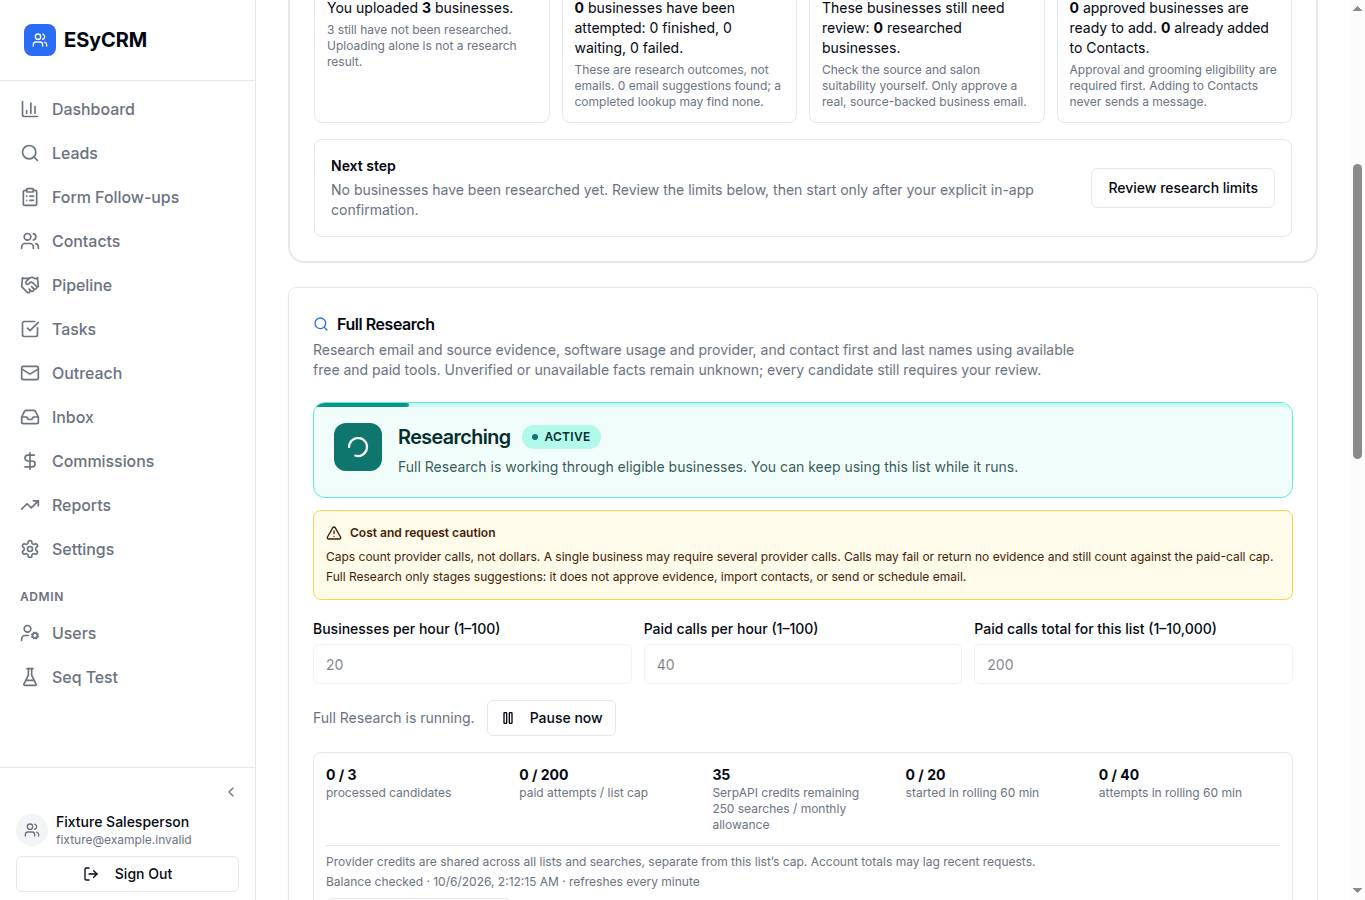 ESyCRM
Dashboard
Leads
Form Follow-ups
Contacts
Pipeline
Tasks
Outreach
Inbox
Commissions
Reports
Settings
ADMIN
Users
Seq Test
Fixture Salesperson
fixture@example.invalid
Sign Out
You uploaded 3 businesses.
3 still have not been researched.
Uploading alone is not a research
result.
0 businesses have been
attempted: 0 finished, 0
waiting, 0 failed.
These are research outcomes, not
emails. 0 email suggestions found; a
completed lookup may find none.
These businesses still need
review: 0 researched
businesses.
Check the source and salon
suitability yourself. Only approve a
real, source-backed business email.
0 approved businesses are
ready to add. 0 already added
to Contacts.
Approval and grooming eligibility are
required first. Adding to Contacts
never sends a message.
Next step
No businesses have been researched yet. Review the limits below, then start only after your explicit in-app
confirmation.
Review research limits
Full Research
Research email and source evidence, software usage and provider, and contact first and last names using available
free and paid tools. Unverified or unavailable facts remain unknown; every candidate still requires your review.
Researching
ACTIVE
Full Research is working through eligible businesses. You can keep using this list while it runs.
Cost and request caution
Caps count provider calls, not dollars. A single business may require several provider calls. Calls may fail or return no evidence and still count against the paid-call cap.
Full Research only stages suggestions: it does not approve evidence, import contacts, or send or schedule email.
Businesses per hour (1–100)
20
Paid calls per hour (1–100)
40
Paid calls total for this list (1–10,000)
200
Full Research is running.
Pause now
0 / 3
processed candidates
0 / 200
paid attempts / list cap
35
SerpAPI credits remaining
250 searches / monthly
allowance
0 / 20
started in rolling 60 min
0 / 40
attempts in rolling 60 min
Provider credits are shared across all lists and searches, separate from this list's cap. Account totals may lag recent requests.
Balance checked · 10/6/2026, 2:12:15 AM · refreshes every minute